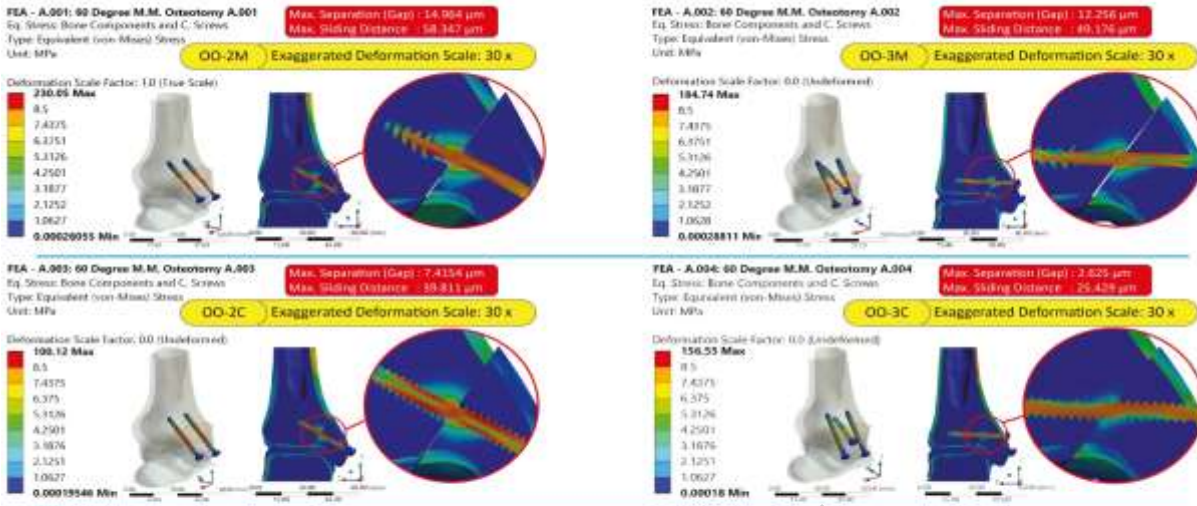 FEA - A.001: 60 Degree M.M. Osteotomy A.001
Eq. Stress: Bone Components and C. Screws
Type: Equivalent (von-Mises) Stress
Unit: MPa
Max. Separation (Gap) : 14.964 µm
Max. Sliding Distance : 58.347 µm
OO-2M Exaggerated Deformation Scale: 30 x
Deformation Scale Factor: 1.0 (True Scale)
230.05 Max
8.5
7.4375
6.3751
5.3126
4.2501
3.1877
2.1252
1.0627
0.00026055 Min
FEA - A.002: 60 Degree M.M. Osteotomy A.002
Eq. Stress: Bone Components and C. Screws
Type: Equivalent (von-Mises) Stress
Unit: MPa
Max. Separation (Gap) : 12.256 µm
Max. Sliding Distance : 49.176 µm
OO-3M Exaggerated Deformation Scale: 30 x
Deformation Scale Factor: 0.0 (Undeformed)
184.74 Max
8.5
7.4375
6.3751
5.3126
4.2501
3.1877
2.1252
1.0628
0.00028811 Min
FEA - A.003: 60 Degree M.M. Osteotomy A.003
Eq. Stress: Bone Components and C. Screws
Type: Equivalent (von-Mises) Stress
Unit: MPa
Max. Separation (Gap) : 7.4154 µm
Max. Sliding Distance : 39.811 µm
OO-2C Exaggerated Deformation Scale: 30 x
Deformation Scale Factor: 0.0 (Undeformed)
100.12 Max
8.5
7.4375
6.375
5.3126
4.2501
3.1876
2.1251
1.0627
0.00019546 Min
FEA - A.004: 60 Degree M.M. Osteotomy A.004
Eq. Stress: Bone Components and C. Screws
Type: Equivalent (von-Mises) Stress
Unit: MPa
Max. Separation (Gap) : 2.625 µm
Max. Sliding Distance : 25.429 µm
OO-3C Exaggerated Deformation Scale: 30 x
Deformation Scale Factor: 0.0 (Undeformed)
156.55 Max
8.5
7.4375
6.375
5.3126
4.2501
3.1876
2.1251
1.0627
0.00018 Min